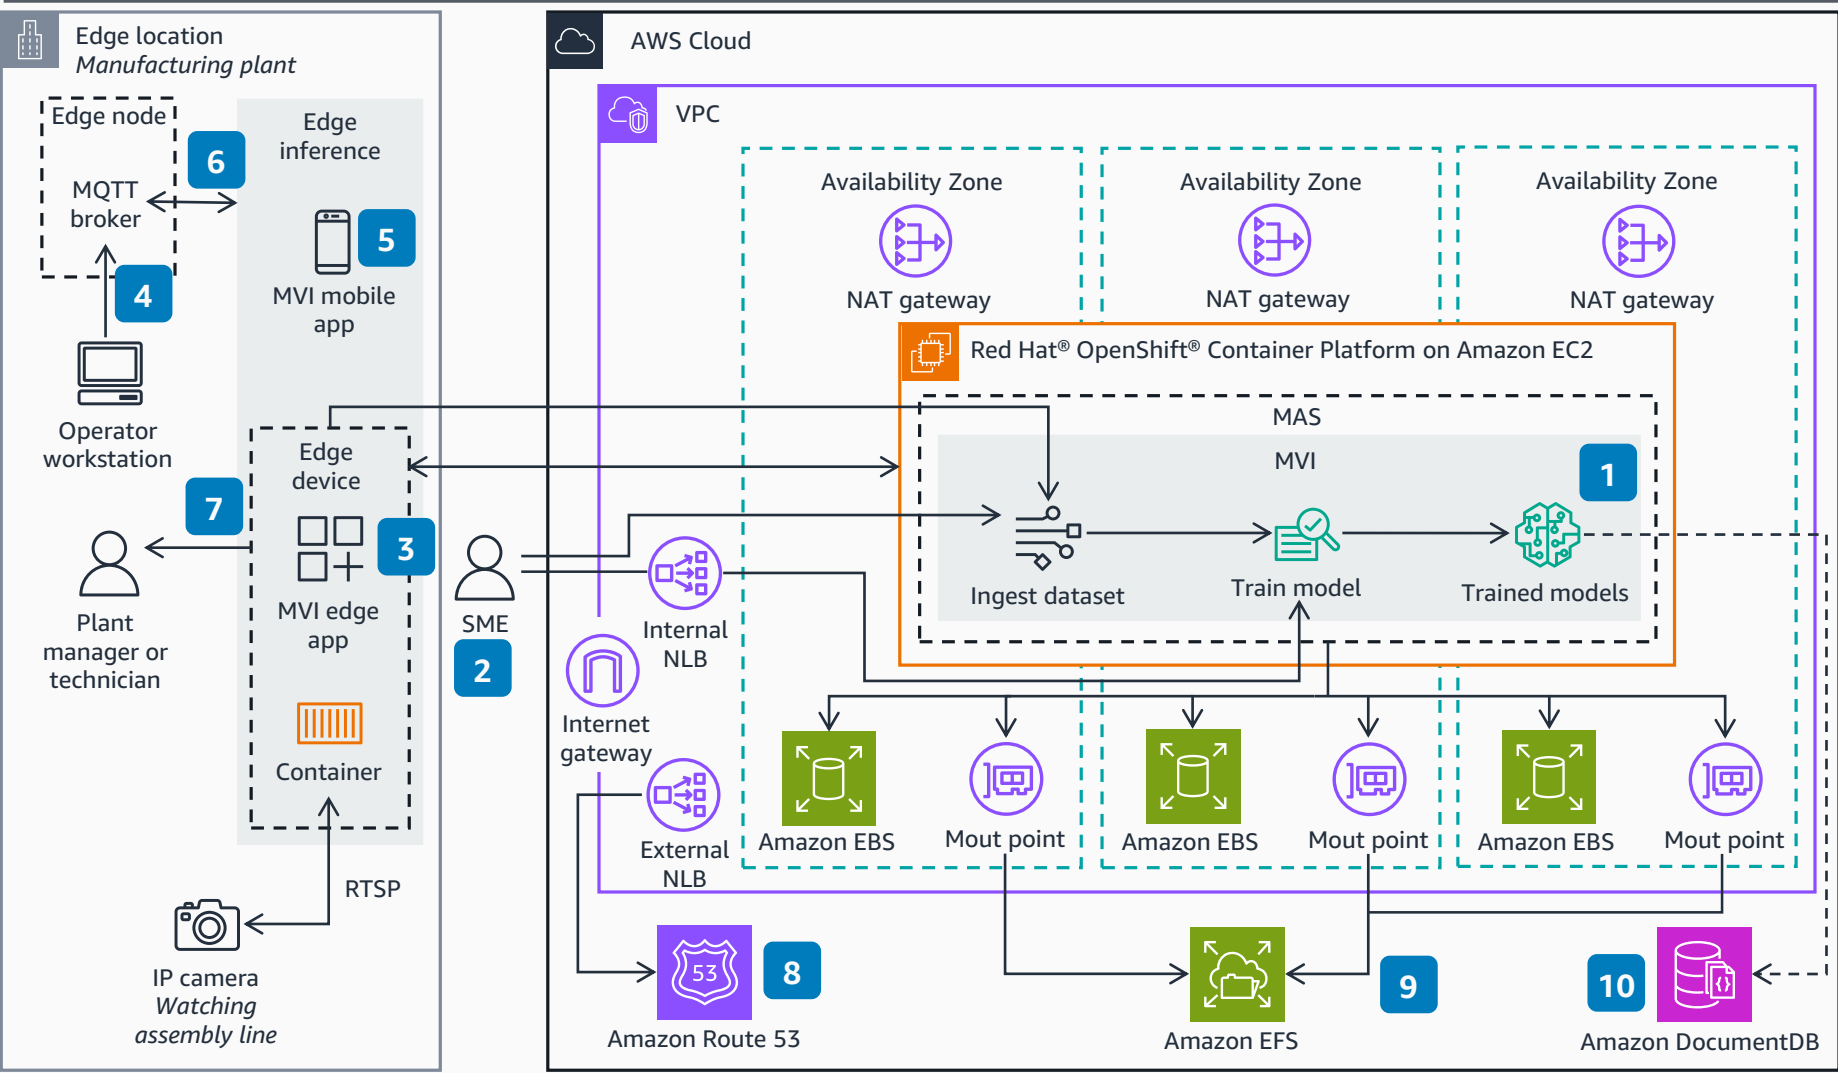 Edge location
Manufacturing plant
Edge node
MQTT
broker
6
Edge
inference
5
MVI mobile
app
4
Operator
workstation
Edge
device
7
3
MVI edge
app
Plant
manager or
technician
Container
RTSP
IP camera
Watching
assembly line
SME
2
AWS Cloud
VPC
Availability Zone
NAT gateway
Availability Zone
NAT gateway
Availability Zone
NAT gateway
Red Hat® OpenShift® Container Platform on Amazon EC2
MAS
MVI
1
Ingest dataset
Train model
Trained models
Internal
NLB
Internet
gateway
External
NLB
Amazon EBS
Mout point
Amazon EBS
Mout point
Amazon EBS
Mout point
53
8
Amazon Route 53
9
Amazon EFS
10
Amazon DocumentDB